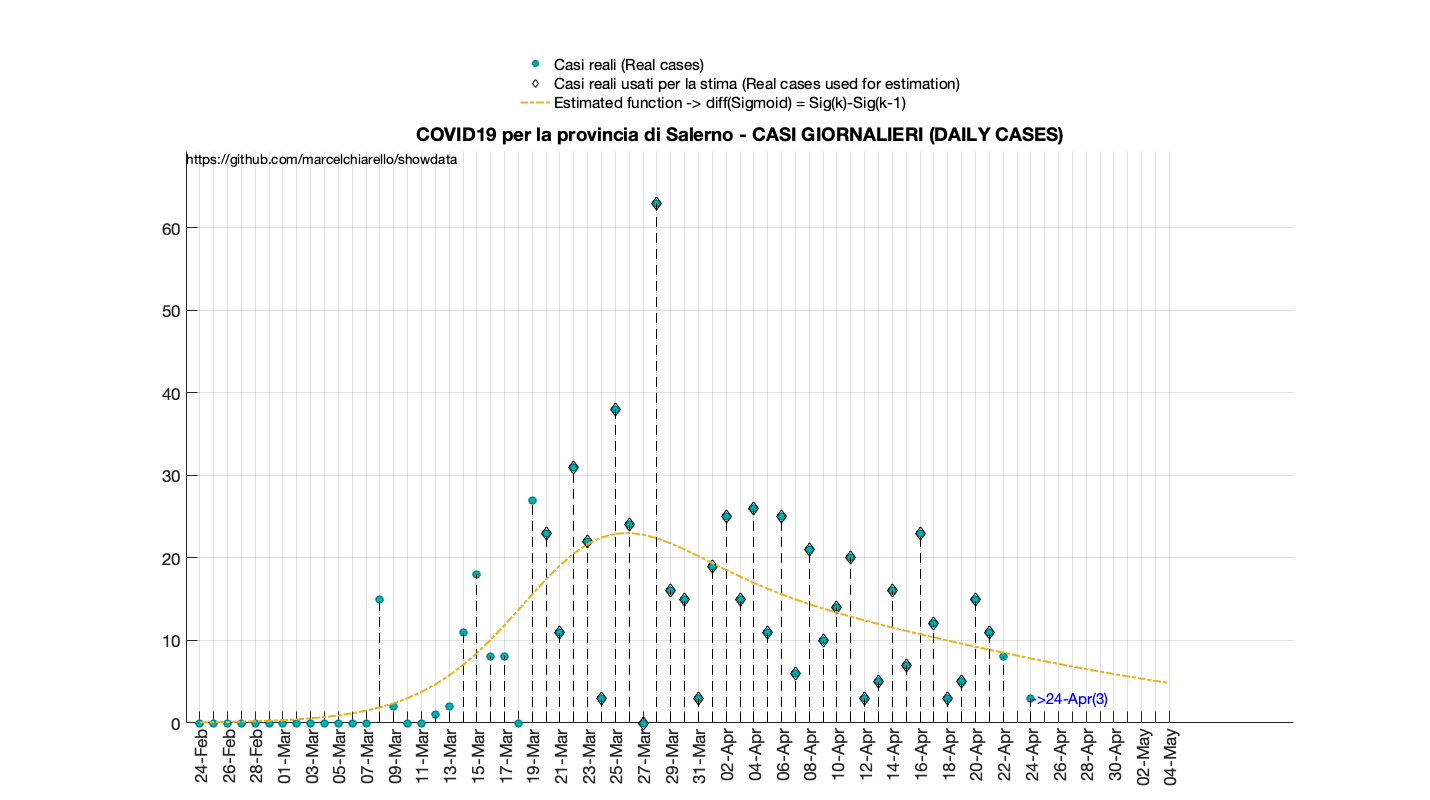 Casi reali (Real cases)
Casi reali usati per la stima (Real cases used for estimation)
Estimated function -> diff(Sigmoid) = Sig(k)-Sig(k-1)
COVID19 per la provincia di Salerno - CASI GIORNALIERI (DAILY CASES)
https://github.com/marcelchiarello/showdata
60
50
40
30
20
10
0
->24-Apr(3)
24-Feb
26-Feb
28-Feb
01-Mar
03-Mar
05-Mar
07-Mar
09-Mar
11-Mar
13-Mar
15-Mar
17-Mar
19-Mar
21-Mar
23-Mar
25-Mar
27-Mar
29-Mar
31-Mar
02-Apr
04-Apr
06-Apr
08-Apr
10-Apr
12-Apr
14-Apr
16-Apr
18-Apr
20-Apr
22-Apr
24-Apr
26-Apr
28-Apr
30-Apr
02-May
04-May